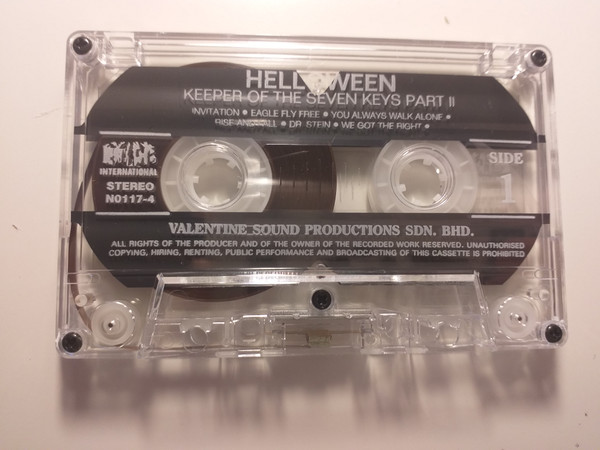 HELLOWEEN
KEEPER OF THE SEVEN KEYS PART II
INVITATION • EAGLE FLY FREE • YOU ALWAYS WALK ALONE •
RISE AND FALL • DR. STEIN • WE GOT THE RIGHT •
NOISE
INTERNATIONAL
STEREO
N0117-4
SIDE
1
VALENTINE SOUND PRODUCTIONS SDN. BHD.
ALL RIGHTS OF THE PRODUCER AND OF THE OWNER OF THE RECORDED WORK RESERVED. UNAUTHORISED
COPYING, HIRING, RENTING, PUBLIC PERFORMANCE AND BROADCASTING OF THIS CASSETTE IS PROHIBITED